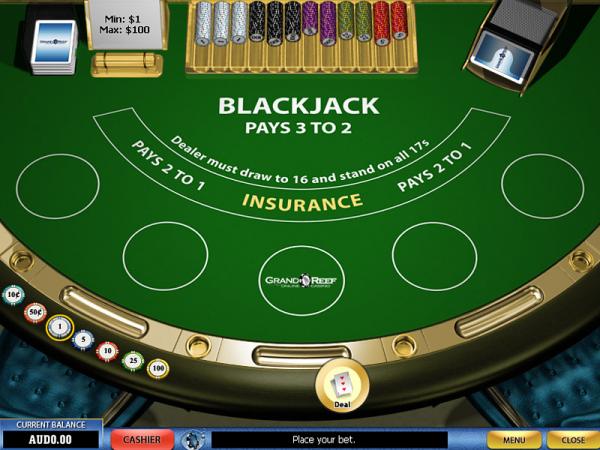 Min: $1
Max: $100
BLACKJACK
PAYS 3 TO 2
Dealer must draw to 16 and stand on all 17s
PAYS 2 TO 1
INSURANCE
PAYS 2 TO 1
GRAND REEF
ONLINE CASINO
10¢
50¢
1
5
10
25
100
Deal
CURRENT BALANCE
AUD0.00
CASHIER
Place your bet.
MENU
CLOSE